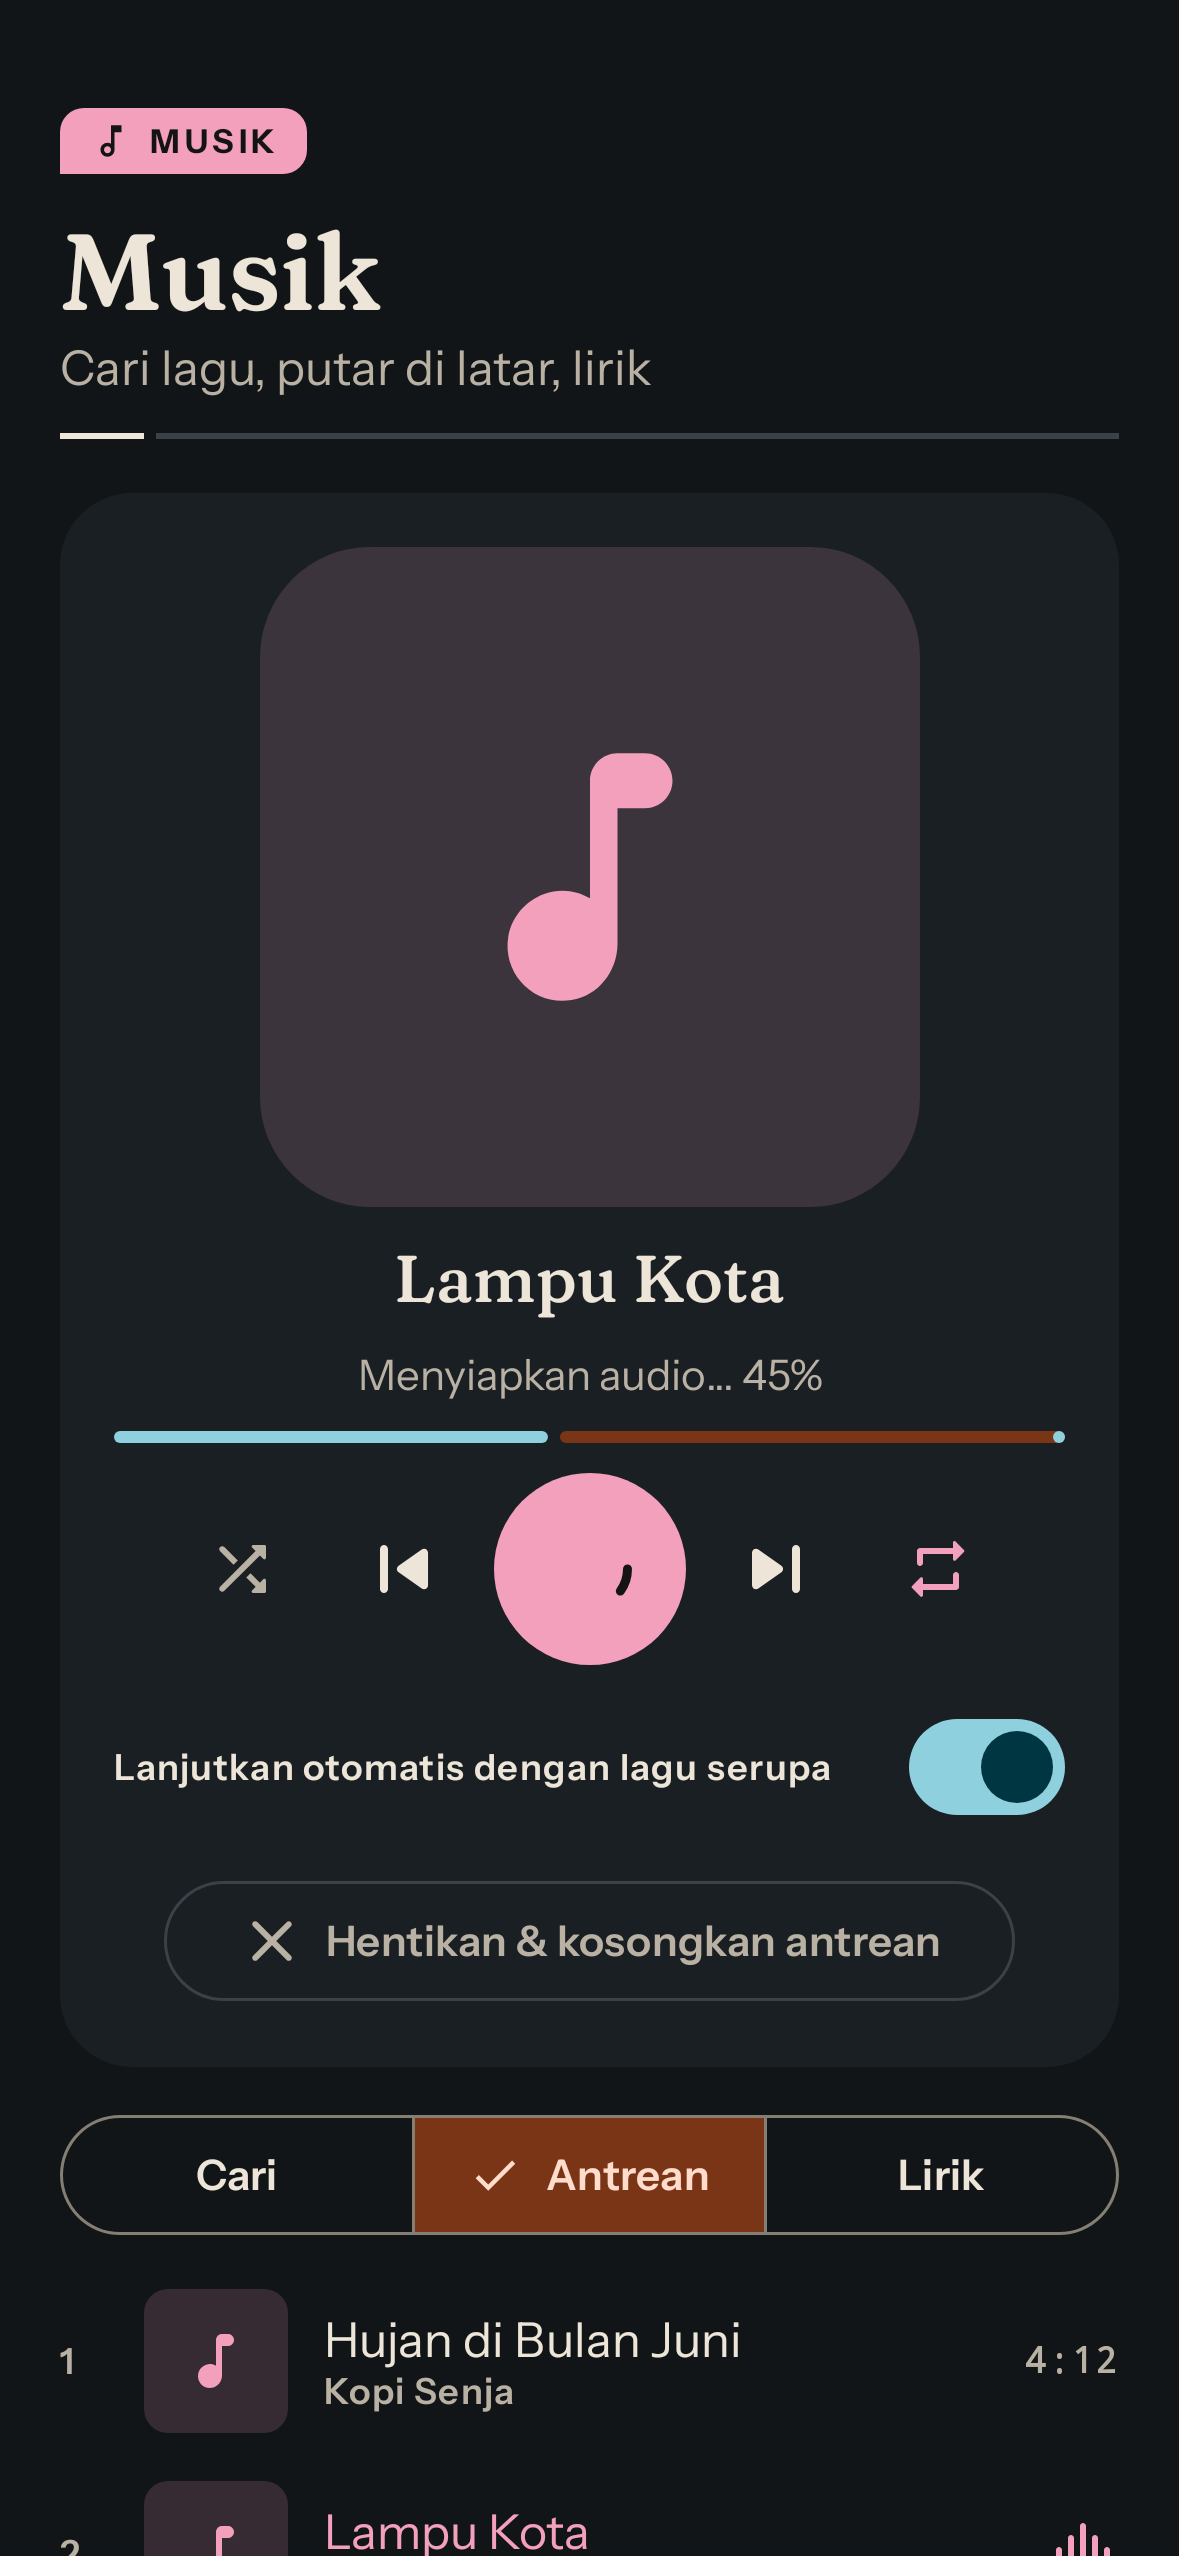 MUSIK
Musik
Cari lagu, putar di latar, lirik
Lampu Kota
Menyiapkan audio... 45%
Lanjutkan otomatis dengan lagu serupa
Hentikan & kosongkan antrean
Cari
Antrean
Lirik
1
Hujan di Bulan Juni
4:12
Kopi Senja
2
Lampu Kota